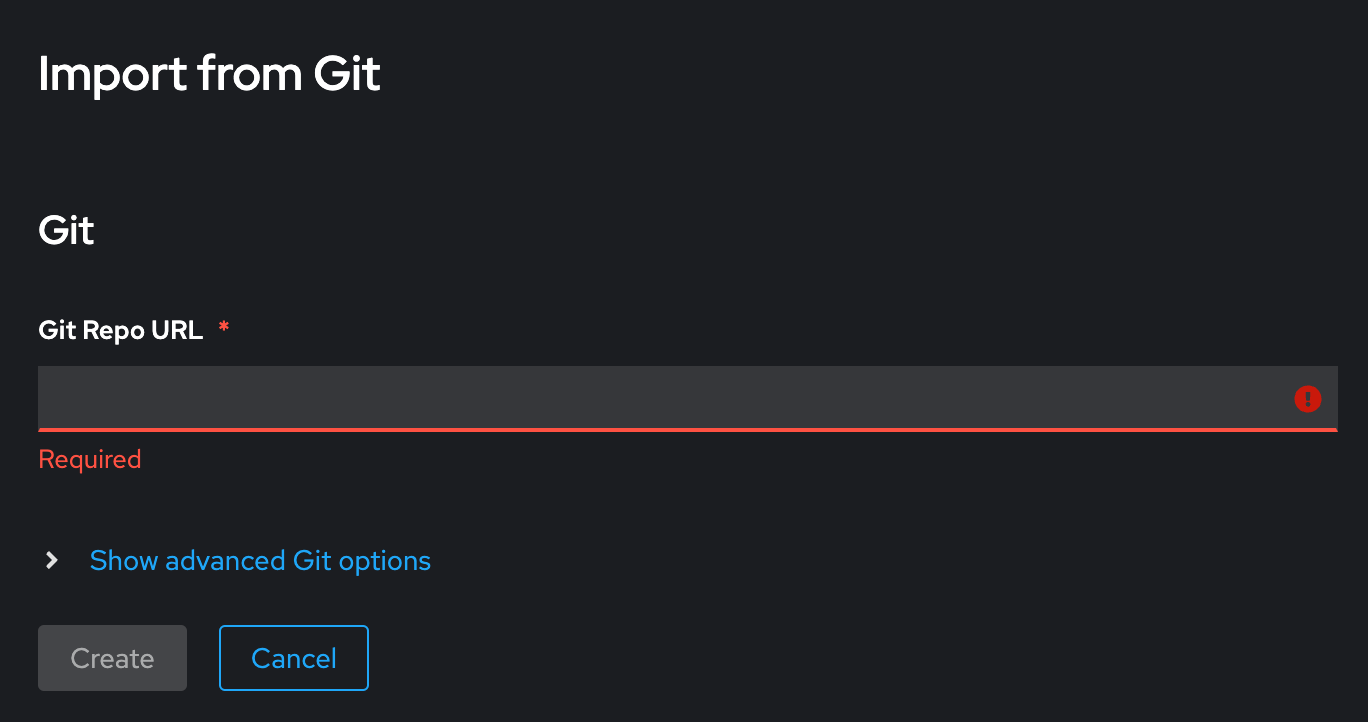 Import from Git
Git
Git Repo URL *
Required
Show advanced Git options
Create Cancel